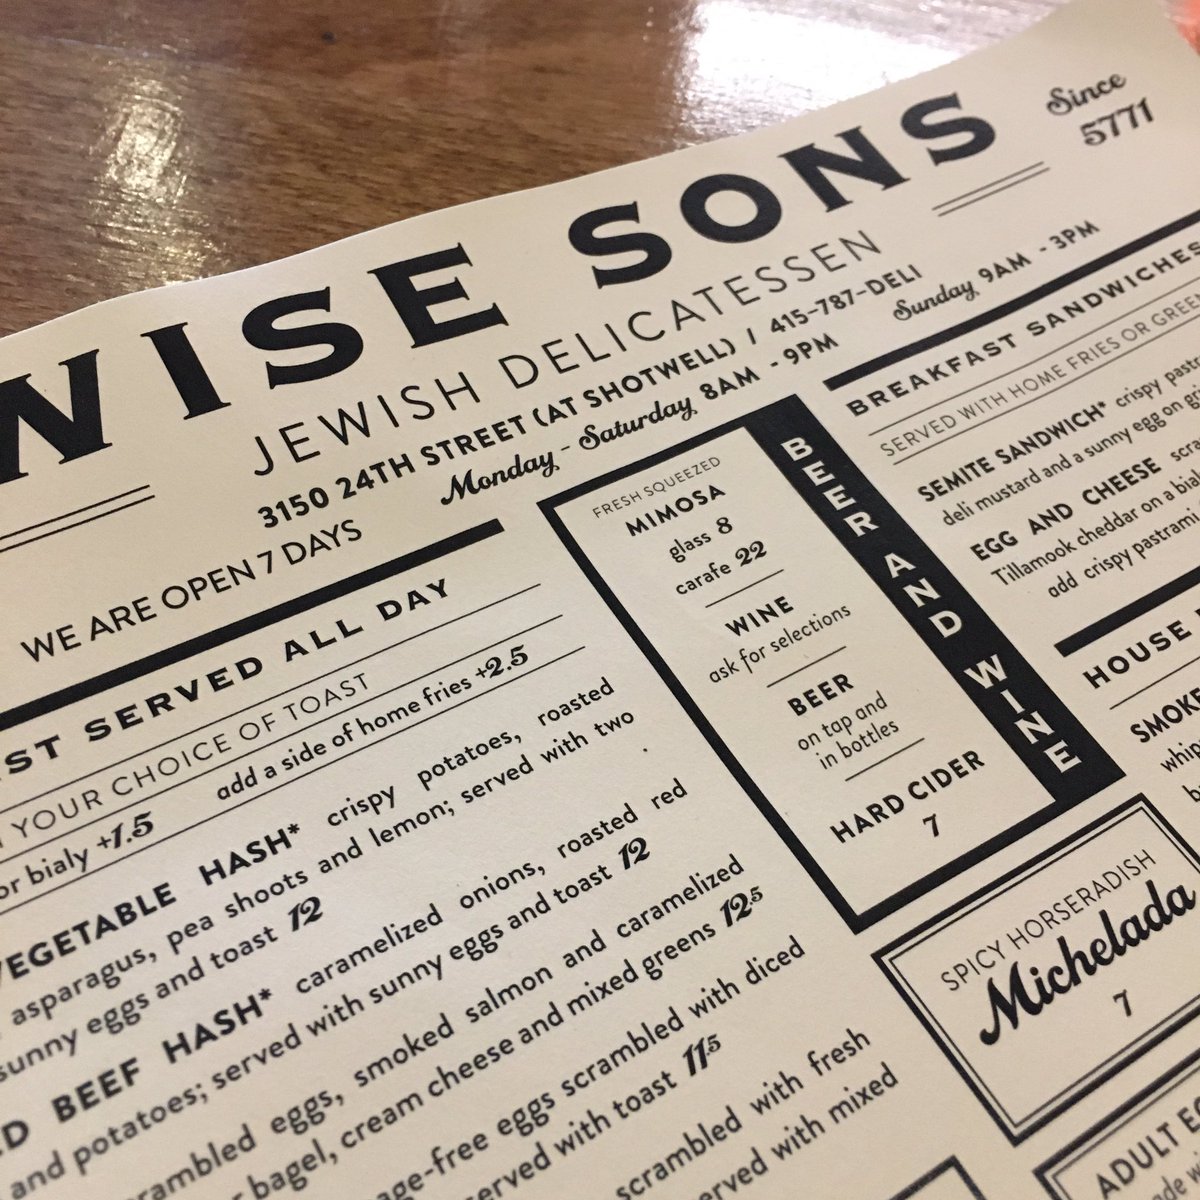 WISE SONS
Since
5771
JEWISH DELICATESSEN
3150 24TH STREET (AT SHOTWELL) / 415-787-DELI
WE ARE OPEN 7 DAYS
Monday - Saturday 8AM - 9PM
Sunday 9AM - 3PM
SERVED ALL DAY
YOUR CHOICE OF TOAST
or bialy +1.5
add a side of home fries +2.5
VEGETABLE HASH* crispy potatoes, roasted
asparagus, pea shoots and lemon; served with two
sunny eggs and toast 12
BEEF HASH* caramelized onions, roasted red
and potatoes; served with sunny eggs and toast 12
eggs, smoked salmon and caramelized
bagel, cream cheese and mixed greens 12⁵
eggs scrambled with diced
with toast 11⁵
scrambled with fresh
with mixed
FRESH SQUEEZED
MIMOSA
glass 8
carafe 22
WINE
ask for selections
BEER
on tap and
in bottles
HARD CIDER
7
BEER AND WINE
SPICY HORSERADISH
Michelada
7
ADULT
BREAKFAST SANDWICHES
SERVED WITH HOME FRIES OR
SEMITE SANDWICH* crispy
deli mustard and a sunny egg on
EGG AND CHEESE
Tillamook cheddar on a
add crispy pastrami
HOUSE